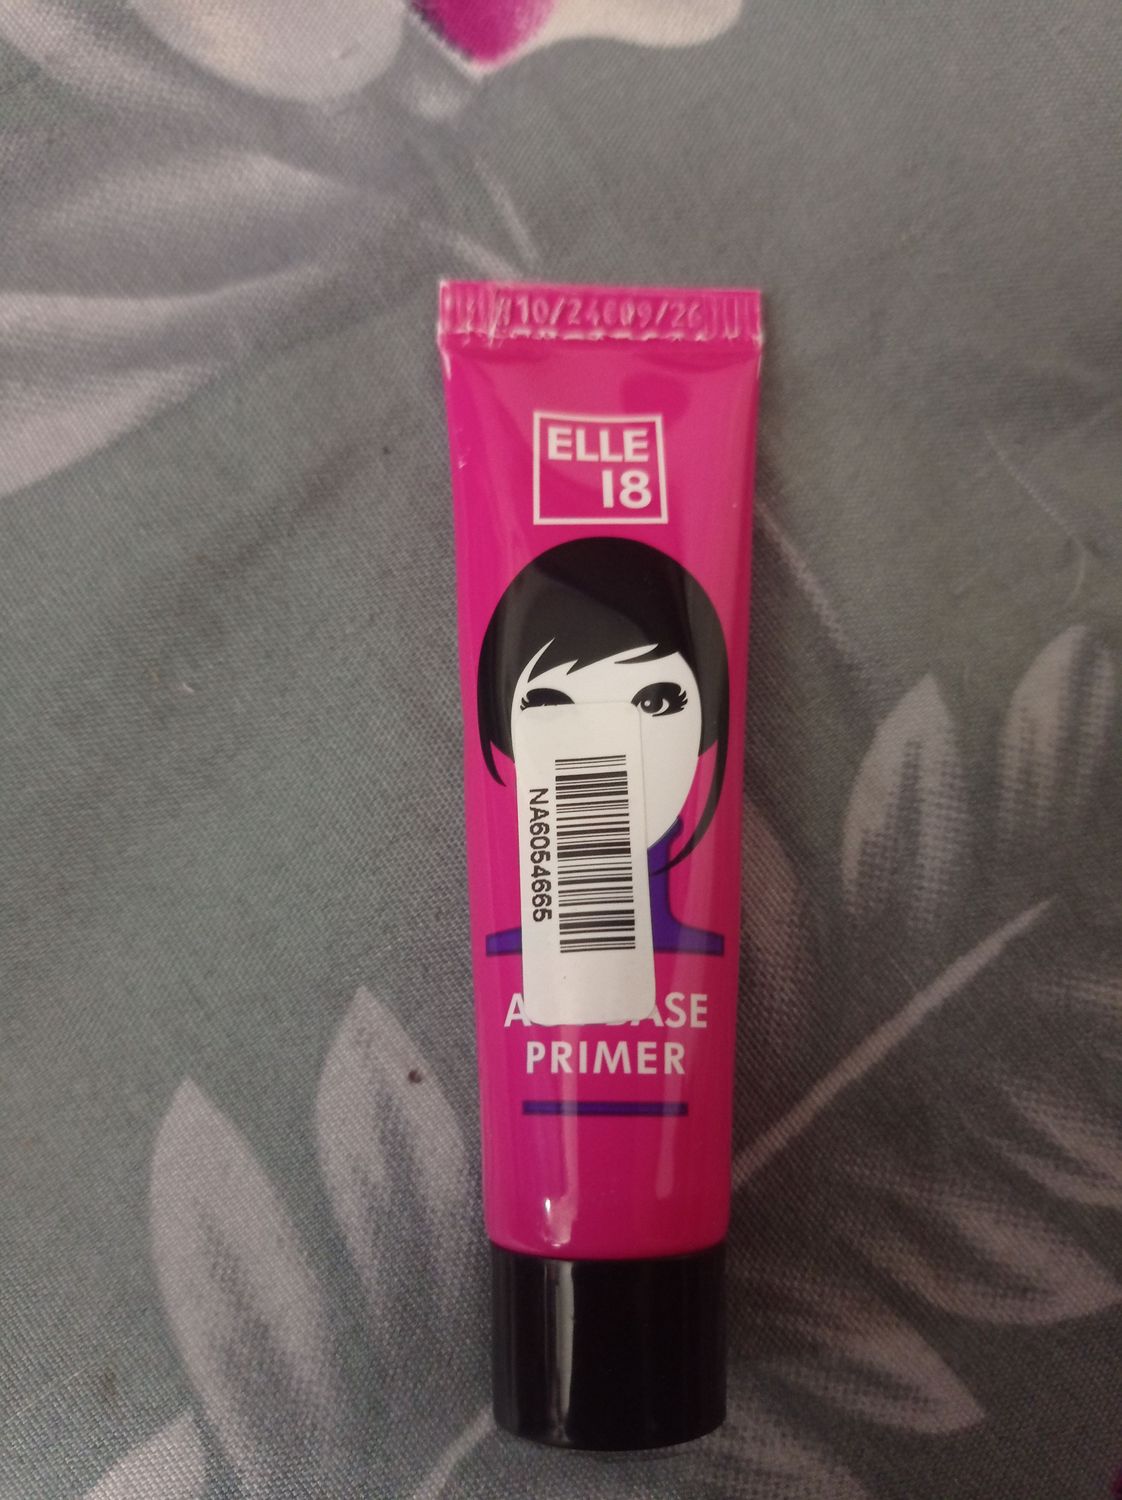 10/24 09/26
ELLE
18
NA6054665
PRIMER